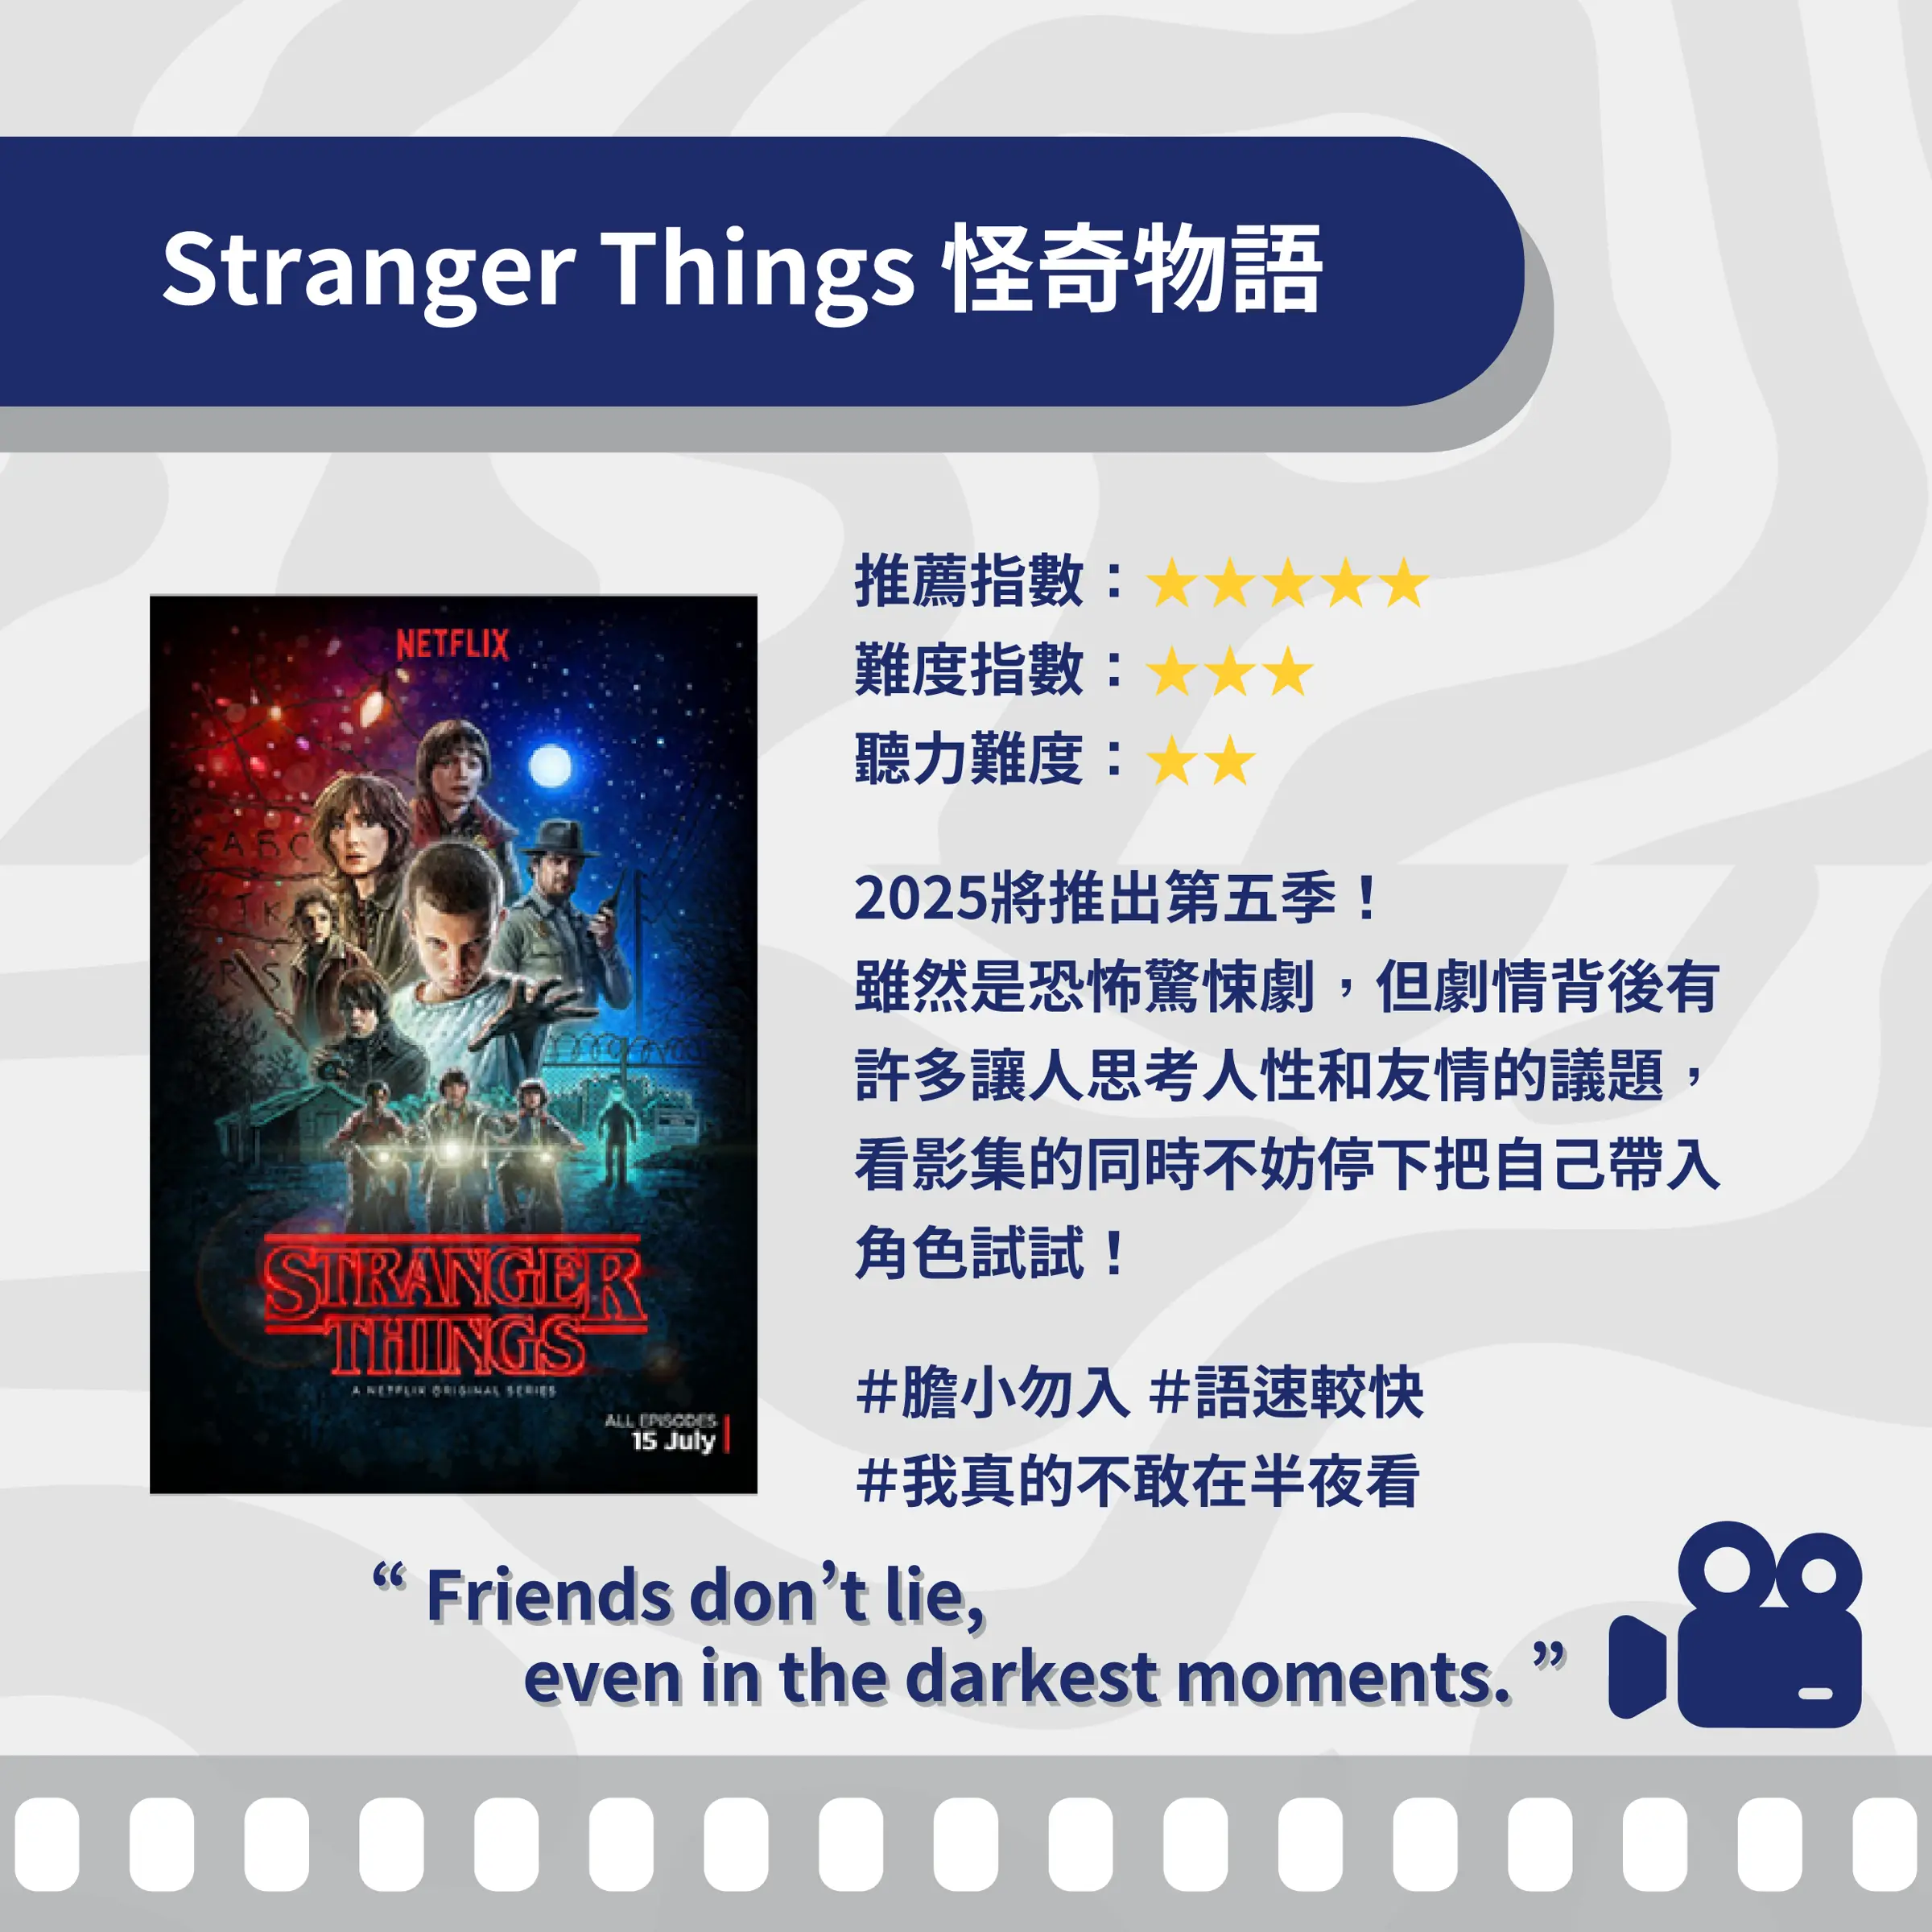 Stranger Things 怪奇物語
推薦指數：★★★★★
難度指數：★★★
聽力難度：★★
2025將推出第五季！
雖然是恐怖驚悚劇，但劇情背後有
許多讓人思考人性和友情的議題，
看影集的同時不妨停下把自己帶入
角色試試！
#膽小勿入 #語速較快
#我真的不敢在半夜看
NETFLIX
ABC
RS
STRANGER
THINGS
A NETFLIX ORIGINAL SERIES
ALL EPISODES
15 July
“ Friends don’t lie,
even in the darkest moments. ”